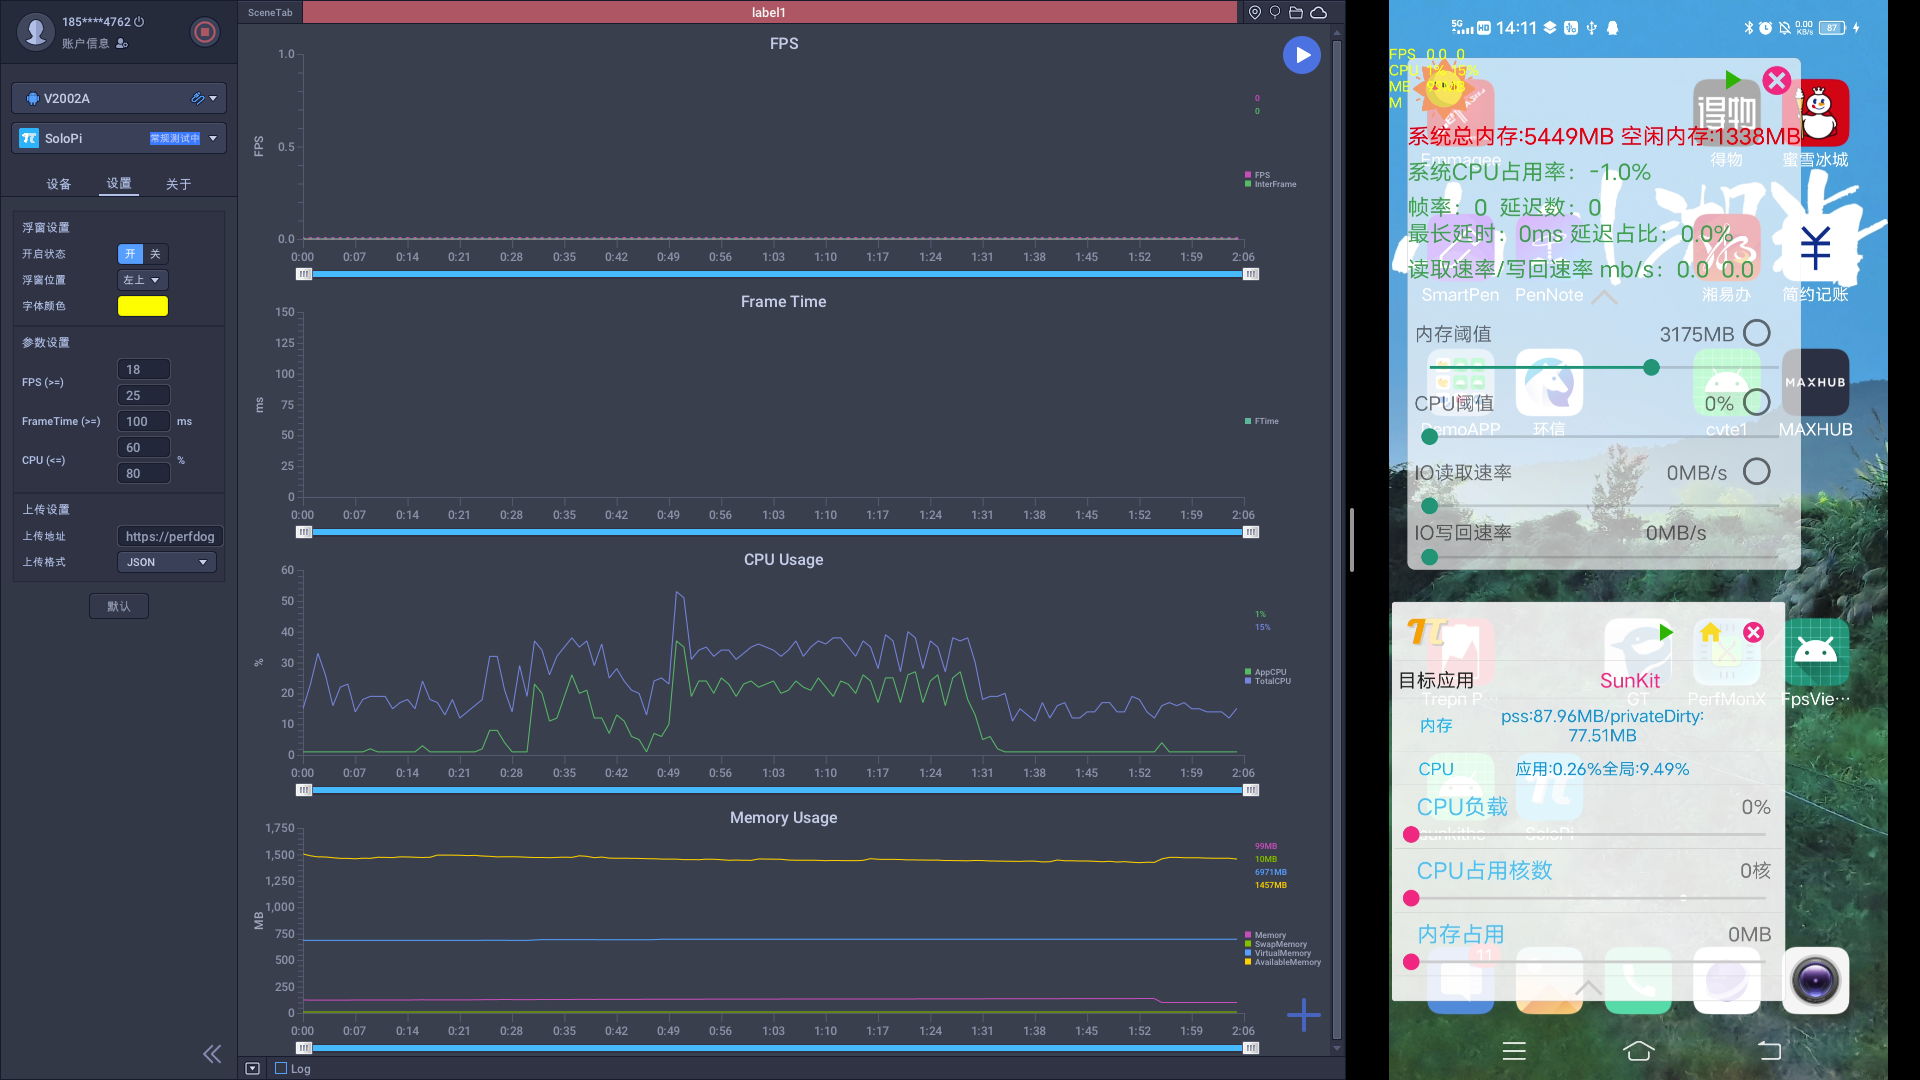 185****4762
账户信息
V2002A
SoloPi
常规测试中
设备
设置
关于
浮窗设置
开启状态
开
关
浮窗位置
左上
字体颜色
参数设置
FPS (>=)
18
25
FrameTime (>=)
100
ms
CPU (<=)
60
80
%
上传设置
上传地址
https://perfdog
上传格式
JSON
默认
SceneTab
label1
FPS
1.0
0.5
0.0
FPS
0
0
FPS
InterFrame
0:00 0:07 0:14 0:21 0:28 0:35 0:42 0:49 0:56 1:03 1:10 1:17 1:24 1:31 1:38 1:45 1:52 1:59 2:06
Frame Time
150
125
100
75
50
25
0
ms
FTime
0:00 0:07 0:14 0:21 0:28 0:35 0:42 0:49 0:56 1:03 1:10 1:17 1:24 1:31 1:38 1:45 1:52 1:59 2:06
CPU Usage
60
50
40
30
20
10
0
%
1%
15%
AppCPU
TotalCPU
0:00 0:07 0:14 0:21 0:28 0:35 0:42 0:49 0:56 1:03 1:10 1:17 1:24 1:31 1:38 1:45 1:52 1:59 2:06
Memory Usage
1,750
1,500
1,250
1,000
750
500
250
0
MB
99MB
10MB
6971MB
1457MB
Memory
SwapMemory
VirtualMemory
AvailableMemory
0:00 0:07 0:14 0:21 0:28 0:35 0:42 0:49 0:56 1:03 1:10 1:17 1:24 1:31 1:38 1:45 1:52 1:59 2:06
Log
5G HD 14:11
0.00 KB/s 87
FPS 0 0 0
CPU 1% 15%
ME 99MB
M
得物
系统总内存:5449MB 空闲内存:1338MB
Emmagee
得物
蜜雪冰城
系统CPU占用率：-1.0%
帧率：0 延迟数：0
最长延时：0ms 延迟占比：0.0%
读取速率/写回速率 mb/s：0.0 0.0
SmartPen
PenNote
湘易办
简约记账
内存阈值
3175MB
MAXHUB
CPU阈值
0%
DemoAPP
环信
cvte1
MAXHUB
IO读取速率
0MB/s
IO写回速率
0MB/s
目标应用
SunKit
Trepn P...
GT
PerfMonX
FpsVie...
内存
pss:87.96MB/privateDirty:
77.51MB
CPU
应用:0.26%全局:9.49%
CPU负载
0%
SoloPi
CPU占用核数
0核
内存占用
0MB
11